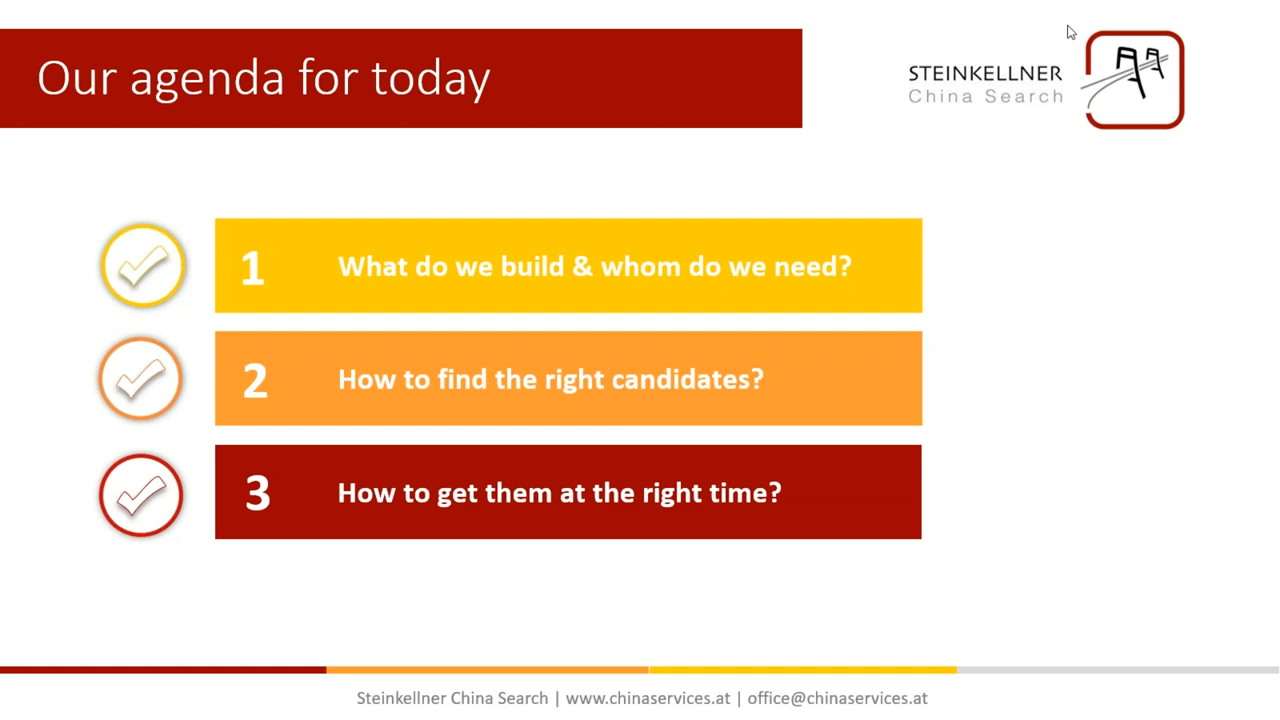 Our agenda for today
STEINKELLNER
China Search
1 What do we build & whom do we need?
2 How to find the right candidates?
3 How to get them at the right time?
Steinkellner China Search | www.chinaservices.at | office@chinaservices.at